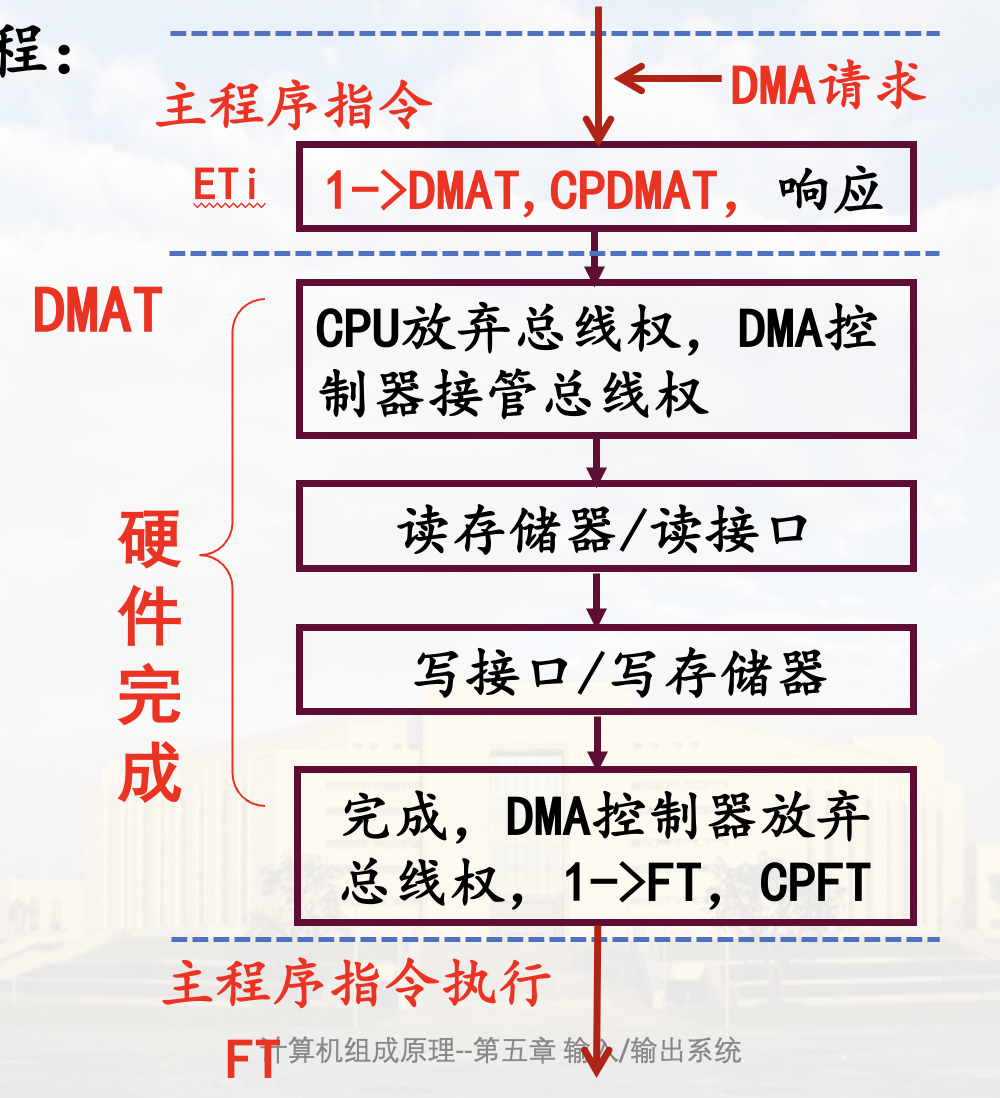 程：
DMA请求
主程序指令
ETi
1->DMAT,CPDMAT，响应
DMAT
CPU放弃总线权，DMA控
制器接管总线权
硬
件
完
成
读存储器/读接口
写接口/写存储器
完成，DMA控制器放弃
总线权，1->FT，CPFT
主程序指令执行
FT
计算机组成原理--第五章 输入/输出系统